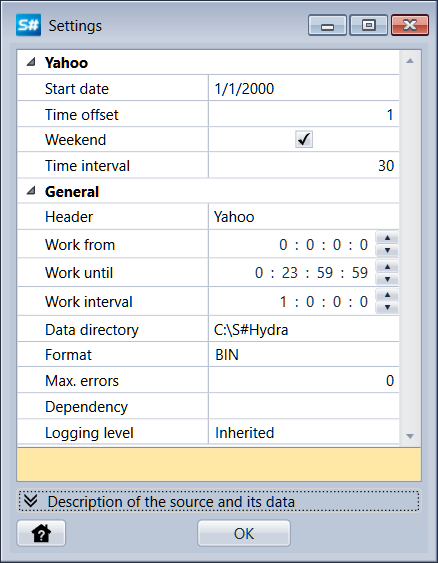 S# Settings
Yahoo
Start date 1/1/2000
Time offset 1
Weekend
Time interval 30
General
Header Yahoo
Work from 0 : 0 : 0 : 0
Work until 0 : 23 : 59 : 59
Work interval 1 : 0 : 0 : 0
Data directory C:\S#Hydra
Format BIN
Max. errors 0
Dependency
Logging level Inherited
Description of the source and its data
? OK